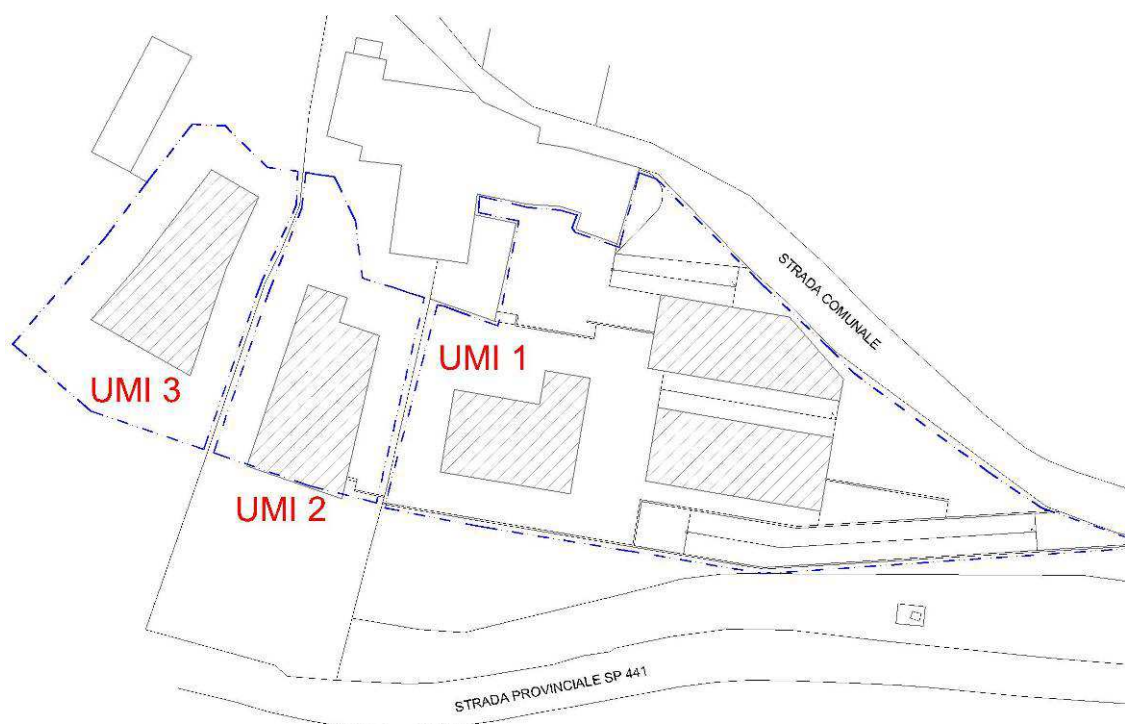 STRADA COMUNALE
UMI 1
UMI 3
UMI 2
STRADA PROVINCIALE SP 441